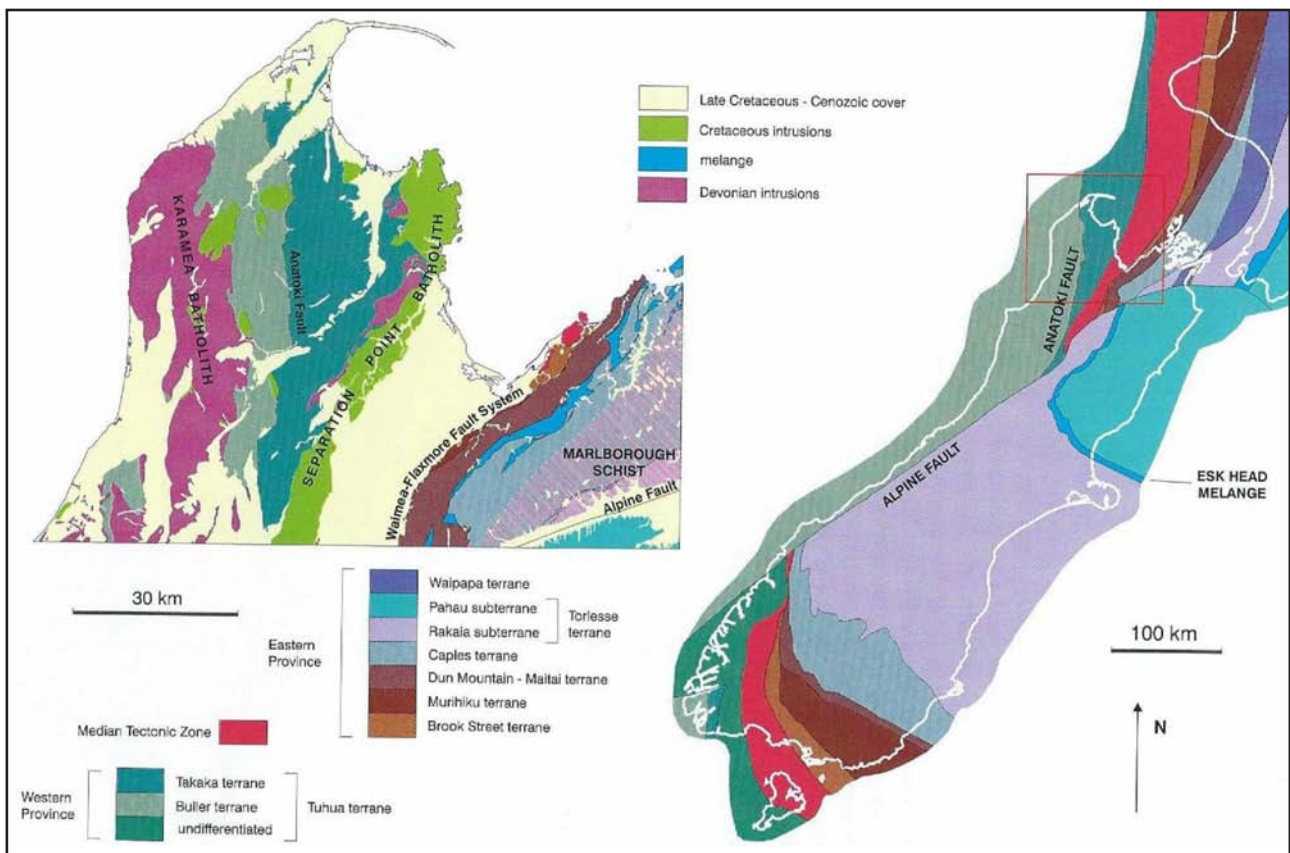 KARAMEA
BATHOLITH
Anatoki Fault
SEPARATION POINT BATHOLITH
Waimea-Flaxmore Fault System
MARLBOROUGH
SCHIST
Alpine Fault
Late Cretaceous - Cenozoic cover
Cretaceous intrusions
melange
Devonian intrusions
ANATOKI FAULT
ALPINE FAULT
ESK HEAD
MELANGE
30 km
100 km
N
Eastern
Province
Waipapa terrane
Pahau subterrane
Rakaia subterrane
Torlesse
terrane
Caples terrane
Dun Mountain - Maitai terrane
Murihiku terrane
Brook Street terrane
Median Tectonic Zone
Western
Province
Takaka terrane
Buller terrane
undifferentiated
Tuhua terrane